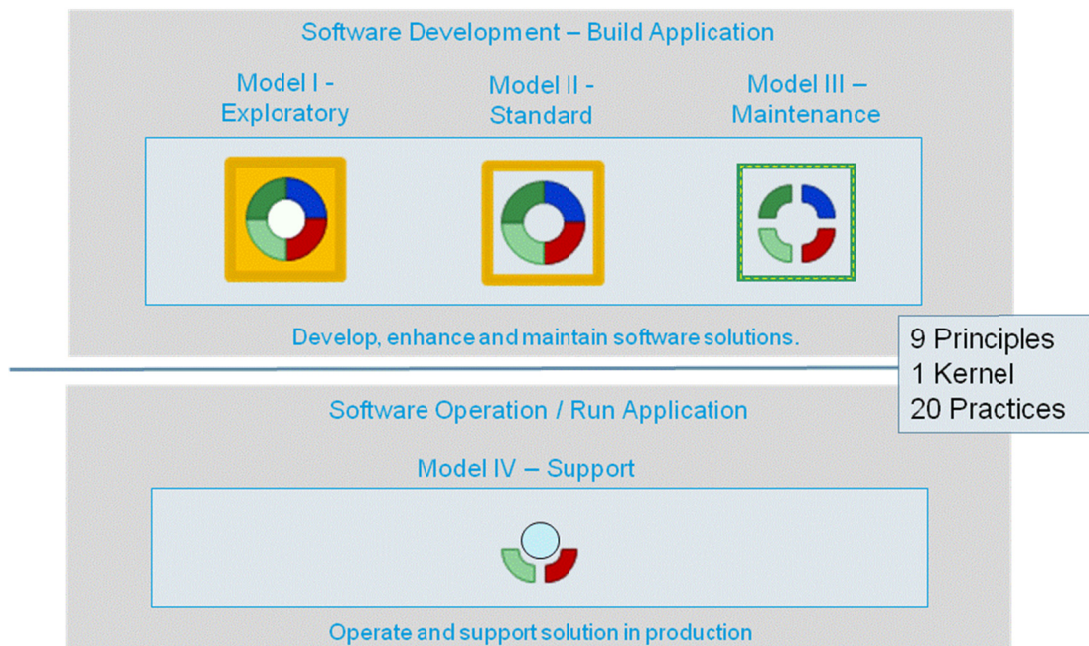 Software Development – Build Application
Model I -
Exploratory
Model II -
Standard
Model III –
Maintenance
Develop, enhance and maintain software solutions.
9 Principles
1 Kernel
20 Practices
Software Operation / Run Application
Model IV – Support
Operate and support solution in production